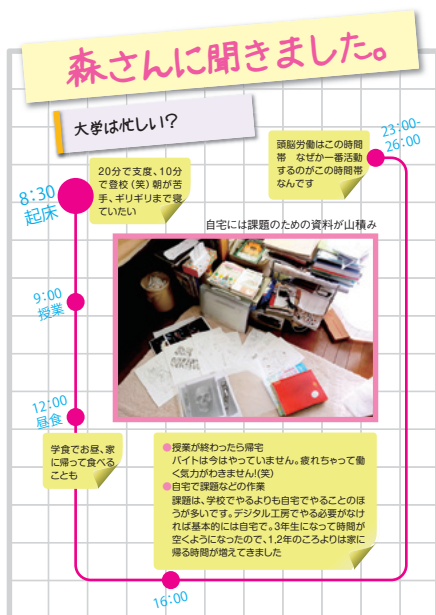 森さんに聞きました。
大学は忙しい?
8:30
起床
20分で支度、10分
で登校(笑)朝が苦
手、ギリギリまで寝
ていたい
9:00
授業
12:00
昼食
学食でお昼、家
に帰って食べる
ことも
16:00
●授業が終わったら帰宅
バイトは今はやっていません。疲れちゃって働
く気力がわきません!(笑)
●自宅で課題などの作業
課題は、学校でやるよりも自宅でやることのほ
うが多いです。デジタル工房でやる必要がなけ
れば基本的には自宅で。3年生になって時間が
空くようになったので、1,2年のころよりは家に
帰る時間が増えてきました
23:00-
26:00
頭脳労働はこの時間
帯 なぜか一番活動
するのがこの時間帯
なんです
自宅には課題のための資料が山積み